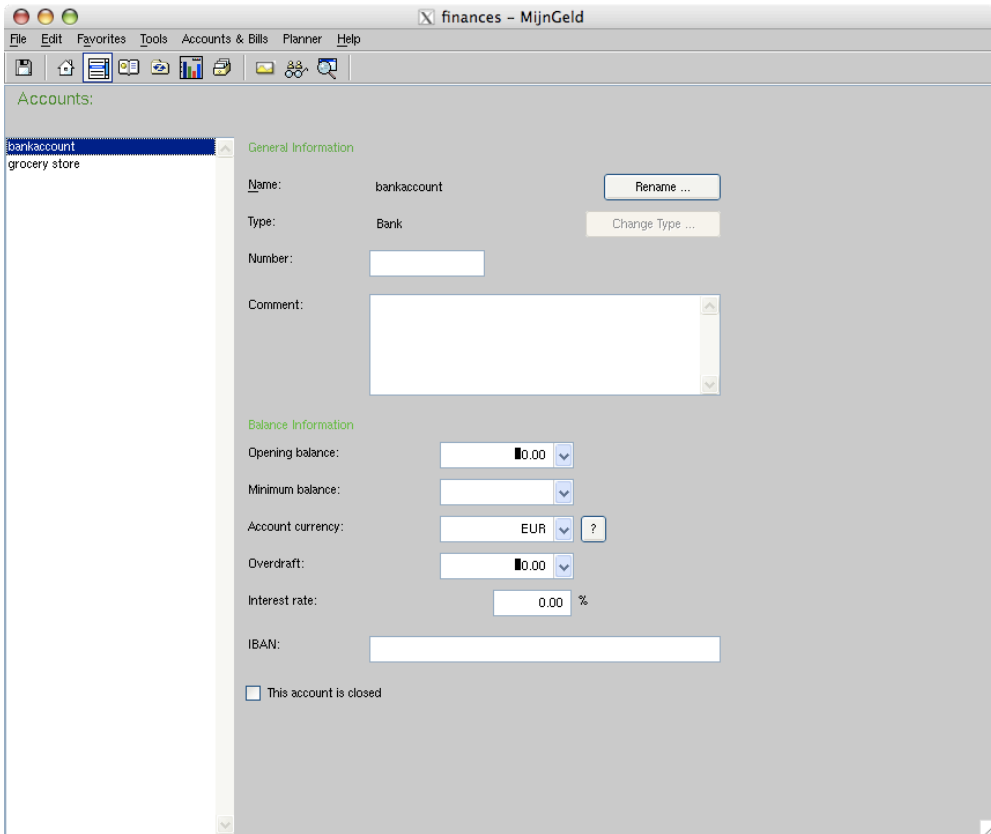 finances – MijnGeld
File Edit Favorites Tools Accounts & Bills Planner Help
Accounts:
bankaccount
grocery store
General Information
Name: bankaccount Rename ...
Type: Bank Change Type ...
Number:
Comment:
Balance Information
Opening balance: 0.00
Minimum balance:
Account currency: EUR ?
Overdraft: 0.00
Interest rate: 0.00 %
IBAN:
This account is closed